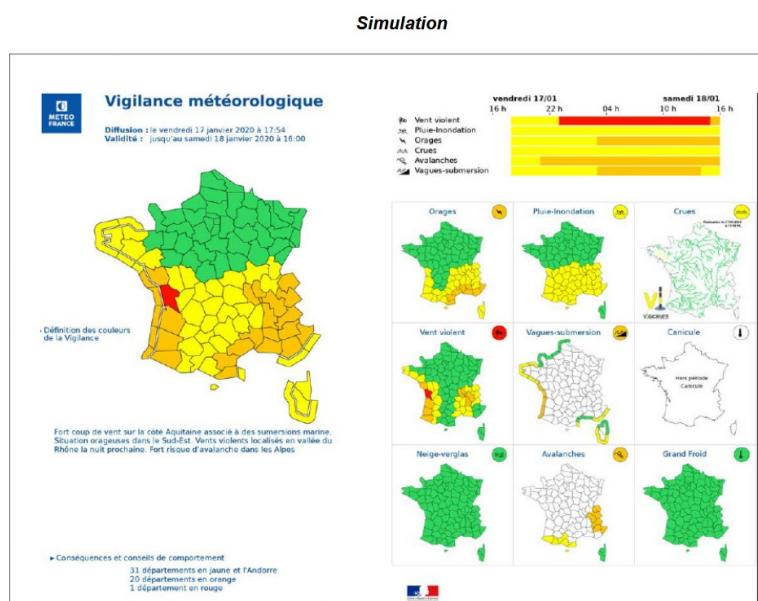 Simulation
METEO
FRANCE
Vigilance météorologique
Diffusion : le vendredi 17 janvier 2020 à 17:54
Validité : jusqu'au samedi 18 janvier 2020 à 16:00
Définition des couleurs
de la Vigilance
Fort coup de vent sur la coté Aquitaine associé à des sumersions marine.
Situation orageuses dans le Sud-Est. Vents violents localisés en vallée du
Rhône la nuit prochaine. Fort risque d'avalanche dans les Alpes
Conséquences et conseils de comportement
31 départements en jaune et l'Andorre
20 départements en orange
1 département en rouge
vendredi 17/01 samedi 18/01
16 h 22 h 04 h 10 h 16 h
Vent violent
Pluie-Inondation
Orages
Crues
Avalanches
Vagues-submersion
Orages
Pluie-Inondation
Crues
VIGICRUES
Vent violent
Vagues-submersion
Canicule
Hors période
Canicule
Neige-verglas
Avalanches
Grand Froid